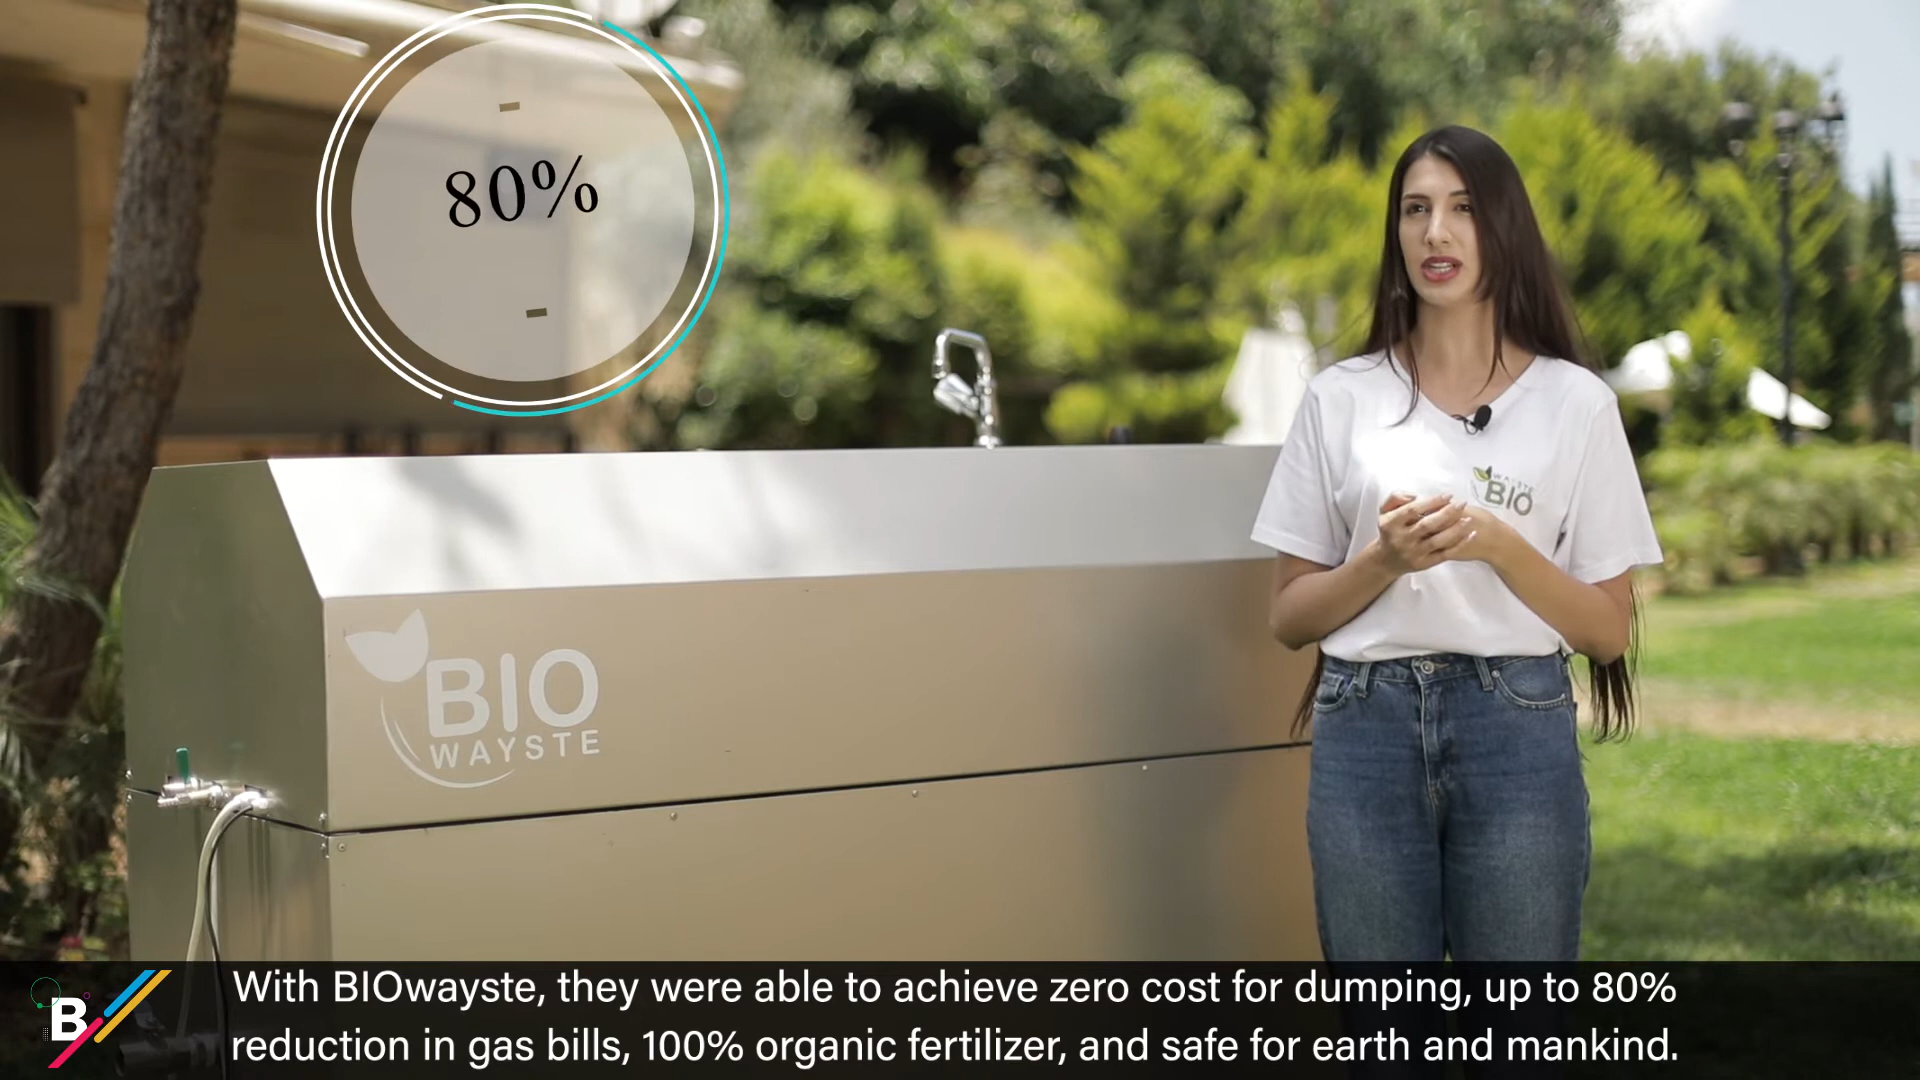 80%
WAYSTE
BIO
BIO
WAYSTE
B
With BIOwayste, they were able to achieve zero cost for dumping, up to 80%
reduction in gas bills, 100% organic fertilizer, and safe for earth and mankind.